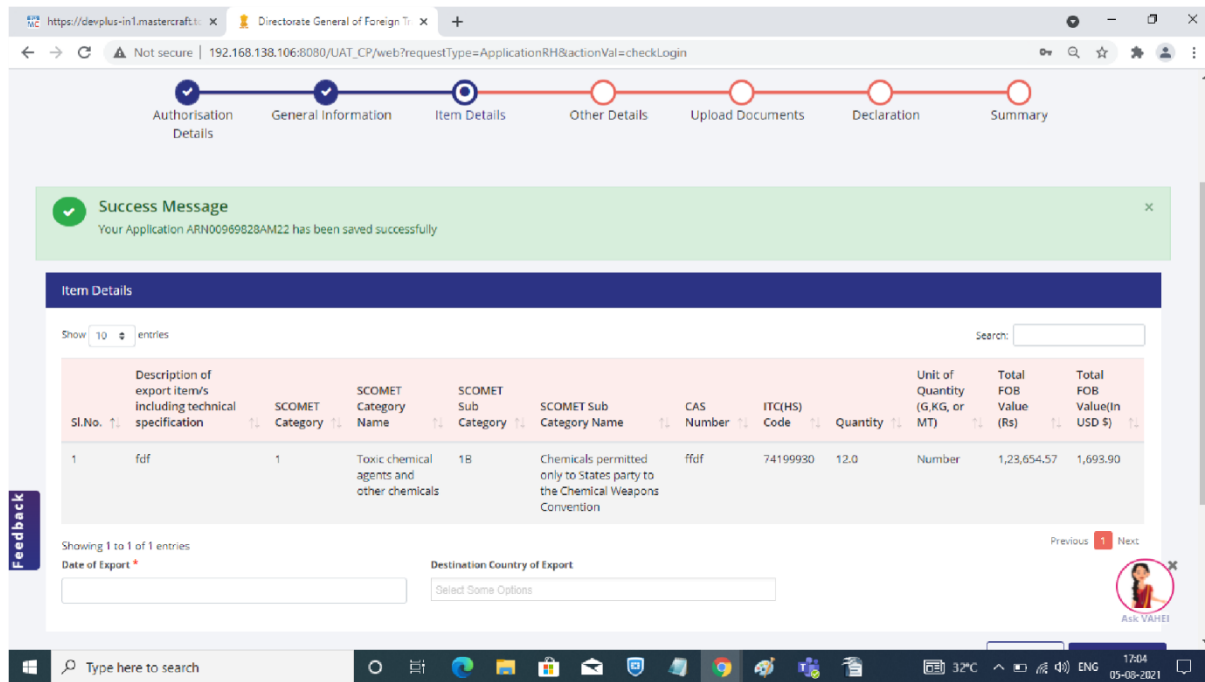 https://devplus-in1.mastercraft.tc
Directorate General of Foreign Tr
Not secure | 192.168.138.106:8080/UAT_CP/web?requestType=ApplicationRH&actionVal=checkLogin
Authorisation Details
General Information
Item Details
Other Details
Upload Documents
Declaration
Summary
Success Message
Your Application ARN00969828AM22 has been saved successfully
Item Details
Show 10 entries
Search:
Sl.No.
Description of export item/s including technical specification
SCOMET Category
SCOMET Category Name
SCOMET Sub Category
SCOMET Sub Category Name
CAS Number
ITC(HS) Code
Quantity
Unit of Quantity (G,KG, or MT)
Total FOB Value (Rs)
Total FOB Value(In USD $)
1
fdf
1
Toxic chemical agents and other chemicals
1B
Chemicals permitted only to States party to the Chemical Weapons Convention
ffdf
74199930
12.0
Number
1,23,654.57
1,693.90
Feedback
Showing 1 to 1 of 1 entries
Previous 1 Next
Date of Export *
Destination Country of Export
Select Some Options
Ask VAHEI
Type here to search
32°C
ENG
17:04
05-08-2021